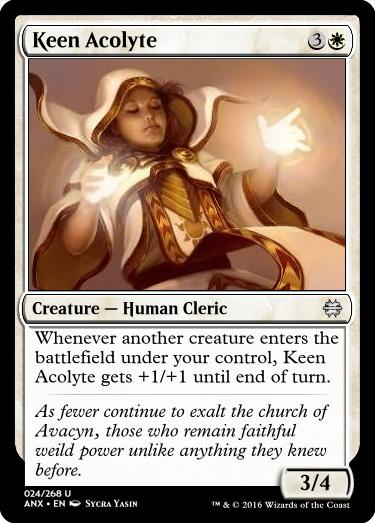 Keen Acolyte 3
Creature — Human Cleric
Whenever another creature enters the
battlefield under your control, Keen
Acolyte gets +1/+1 until end of turn.
As fewer continue to exalt the church of
Avacyn, those who remain faithful
weild power unlike anything they knew
before.
3/4
024/268 U
ANX • EN Sycra Yasin
™ & © 2016 Wizards of the Coast